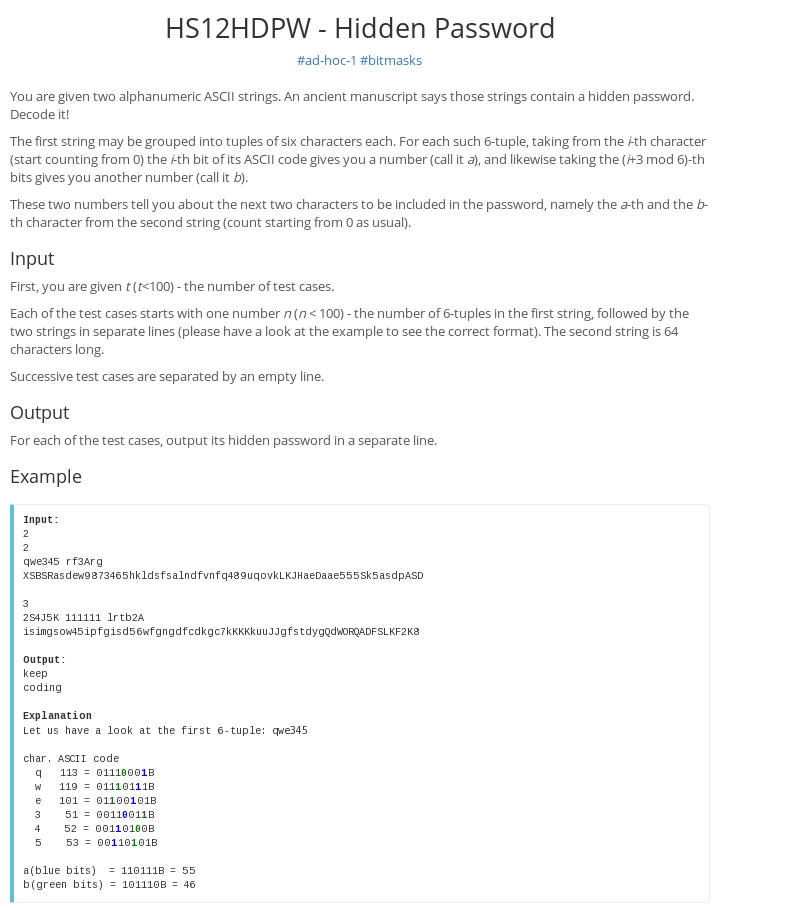 HS12HDPW - Hidden Password
#ad-hoc-1 #bitmasks
You are given two alphanumeric ASCII strings. An ancient manuscript says those strings contain a hidden password.
Decode it!
The first string may be grouped into tuples of six characters each. For each such 6-tuple, taking from the i-th character
(start counting from 0) the i-th bit of its ASCII code gives you a number (call it a), and likewise taking the (i+3 mod 6)-th
bits gives you another number (call it b).
These two numbers tell you about the next two characters to be included in the password, namely the a-th and the b-
th character from the second string (count starting from 0 as usual).
Input
First, you are given t (t<100) - the number of test cases.
Each of the test cases starts with one number n (n < 100) - the number of 6-tuples in the first string, followed by the
two strings in separate lines (please have a look at the example to see the correct format). The second string is 64
characters long.
Successive test cases are separated by an empty line.
Output
For each of the test cases, output its hidden password in a separate line.
Example
Input:
2
2
qwe345 rf3Arg
XSBSRasdew9873465hkldsfsalndfvnfq489uqovkLKJHaeDaae555Sk5asdpASD
3
2S4J5K 111111 lrtb2A
isimgsow45ipfgisd56wfgngdfcdkgc7kKKKkuuJJgfstdygQdWORQADFSLKF2K8
Output:
keep
coding
Explanation
Let us have a look at the first 6-tuple: qwe345
char. ASCII code
q 113 = 01110001B
w 119 = 01110111B
e 101 = 01100101B
3 51 = 00110011B
4 52 = 00110100B
5 53 = 00110101B
a(blue bits) = 110111B = 55
b(green bits) = 101110B = 46